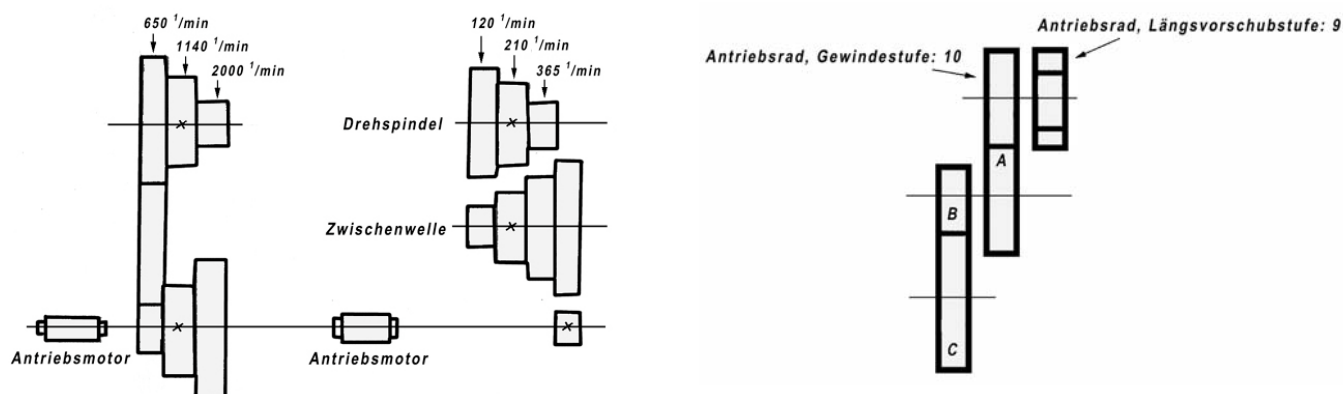 650 ¹/min
1140 ¹/min
2000 ¹/min
Antriebsmotor
120 ¹/min
210 ¹/min
365 ¹/min
Drehspindel
Zwischenwelle
Antriebsmotor
Antriebsrad, Längsvorschubstufe: 9
Antriebsrad, Gewindestufe: 10
A
B
C